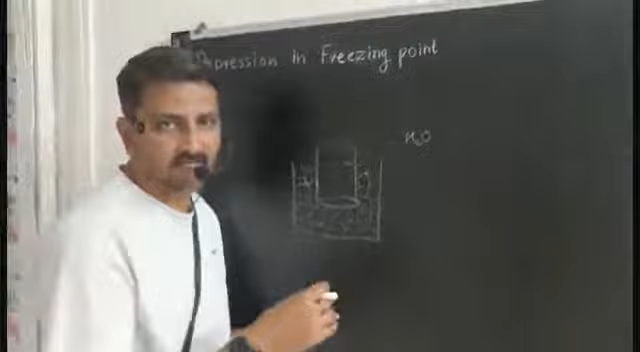 Depression in Freezing point
H₂O